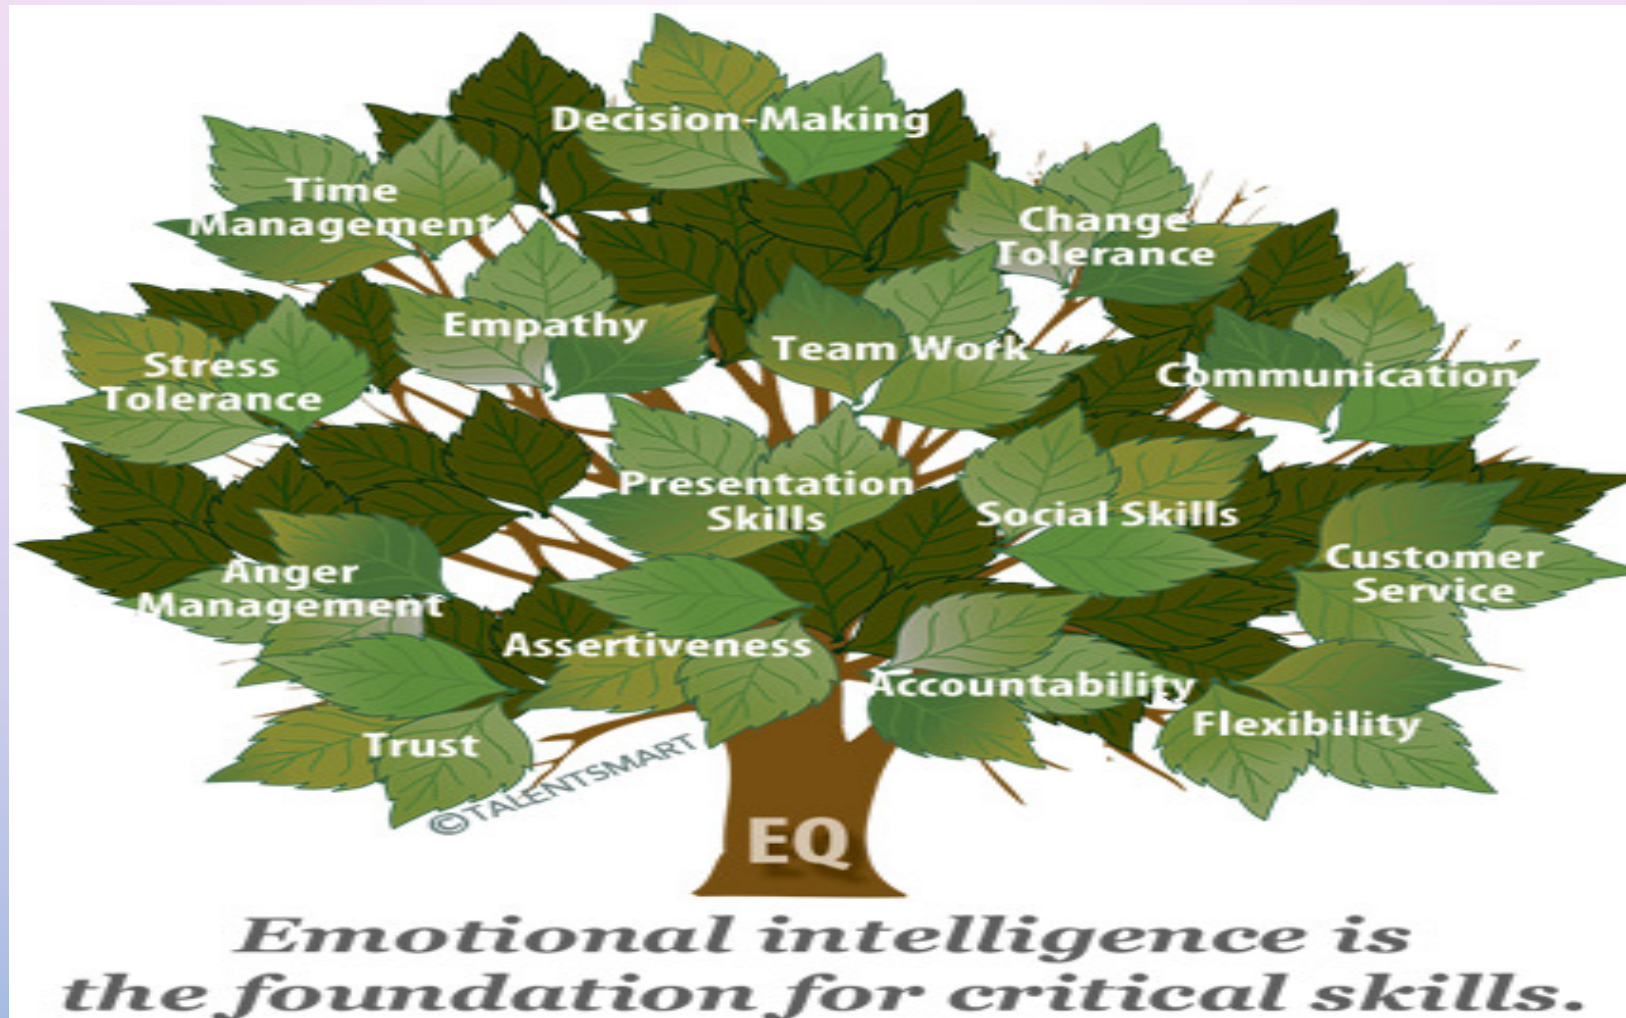 Decision-Making
Time
Management
Change
Tolerance
Empathy
Team Work
Stress
Tolerance
Communication
Presentation
Skills
Social Skills
Anger
Management
Customer
Service
Assertiveness
Accountability
Trust
Flexibility
©TALENTSMART
EQ
Emotional intelligence is
the foundation for critical skills.